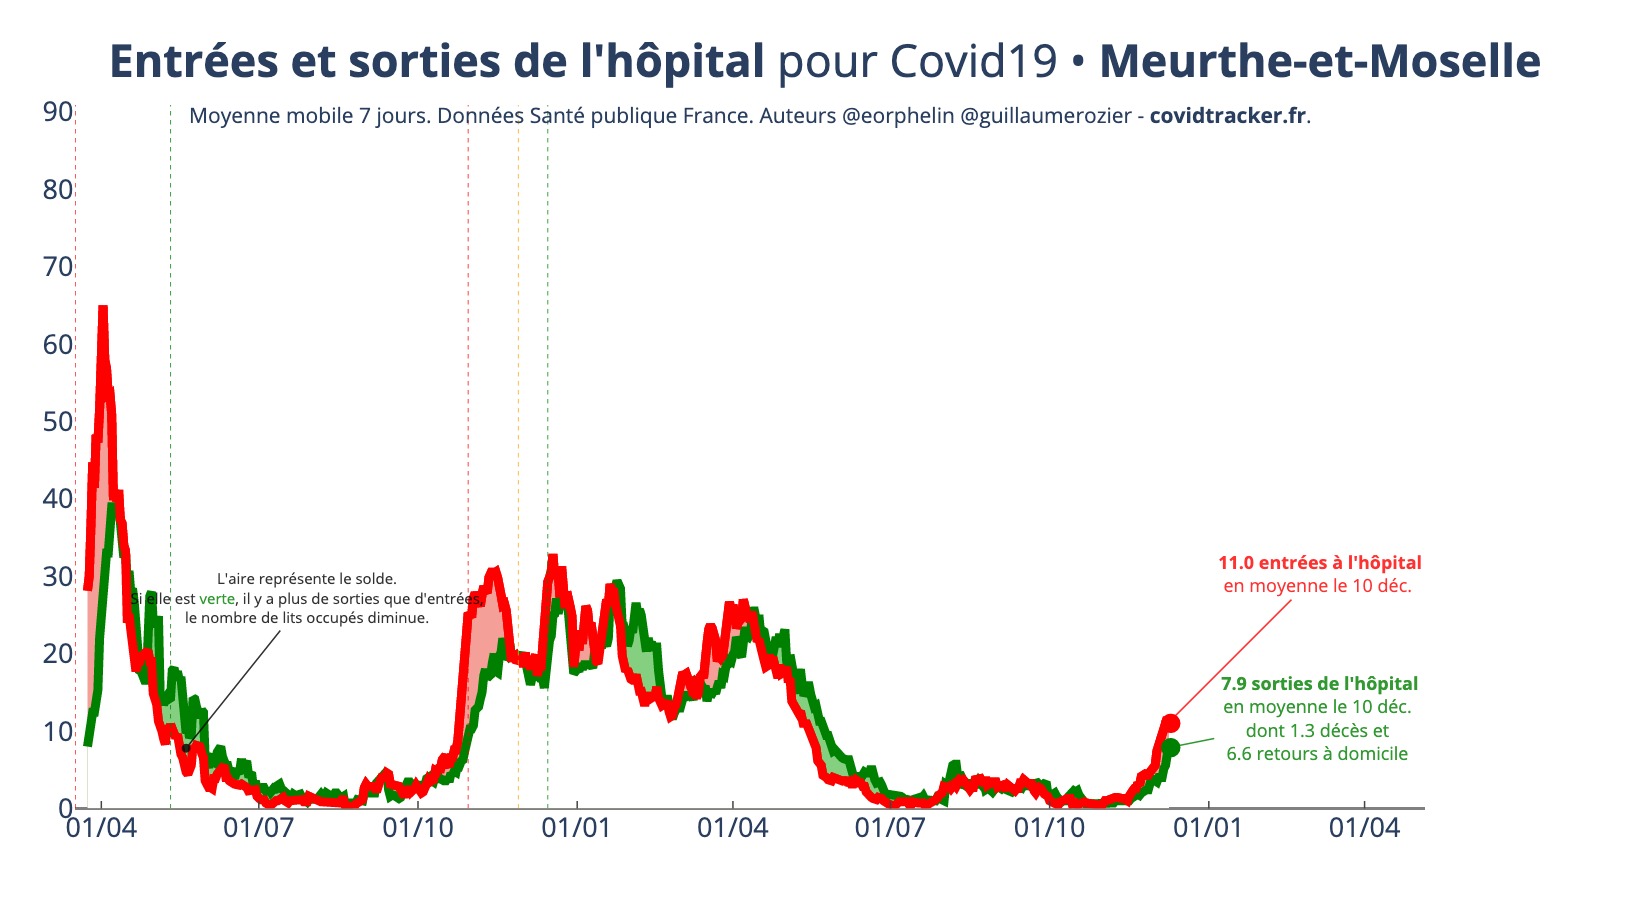 Entrées et sorties de l'hôpital pour Covid19 • Meurthe-et-Moselle
Moyenne mobile 7 jours. Données Santé publique France. Auteurs @eorphelin @guillaumerozier - covidtracker.fr.
90
80
70
60
50
40
30
20
10
0
L'aire représente le solde.
Si elle est verte, il y a plus de sorties que d'entrées,
le nombre de lits occupés diminue.
11.0 entrées à l'hôpital
en moyenne le 10 déc.
7.9 sorties de l'hôpital
en moyenne le 10 déc.
dont 1.3 décès et
6.6 retours à domicile
01/04 01/07 01/10 01/01 01/04 01/07 01/10 01/01 01/04